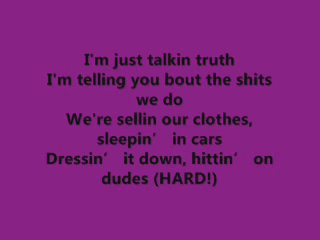 I'm just talkin truth
I'm telling you bout the shits
we do
We're sellin our clothes,
sleepin’ in cars
Dressin’ it down, hittin’ on
dudes (HARD!)